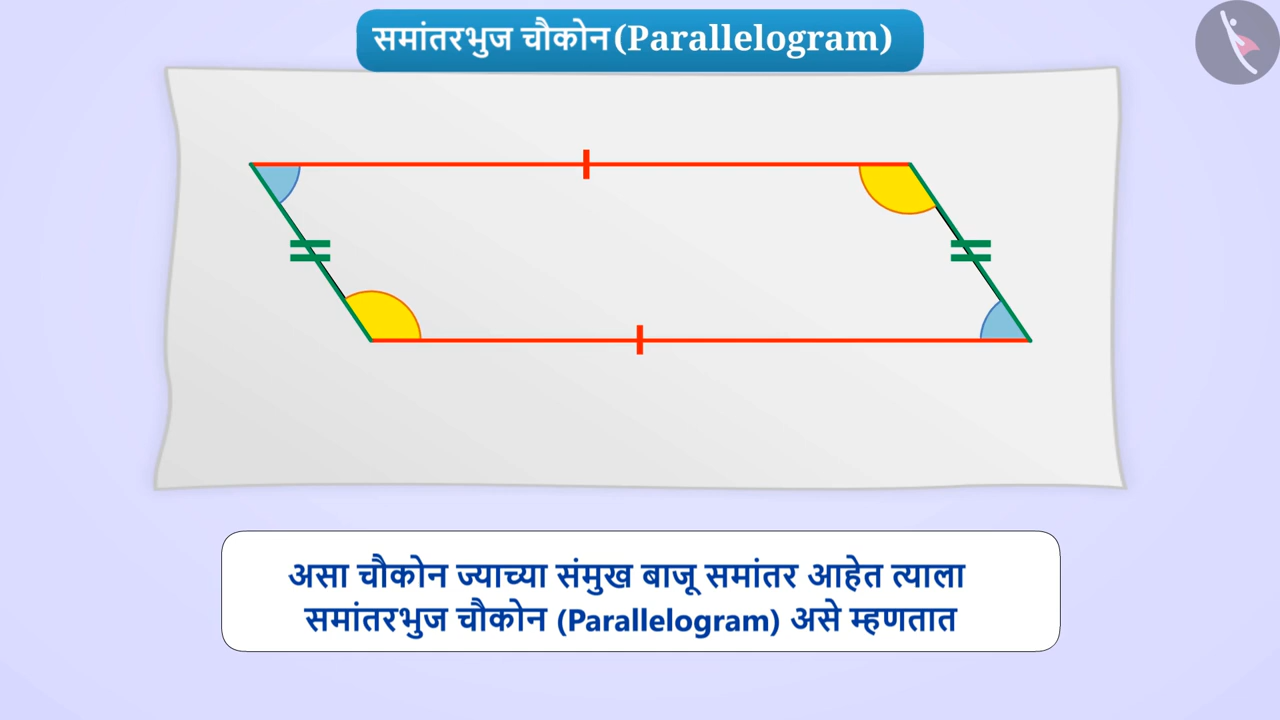 समांतरभुज चौकोन (Parallelogram)
असा चौकोन ज्याच्या संमुख बाजू समांतर आहेत त्याला
समांतरभुज चौकोन (Parallelogram) असे म्हणतात